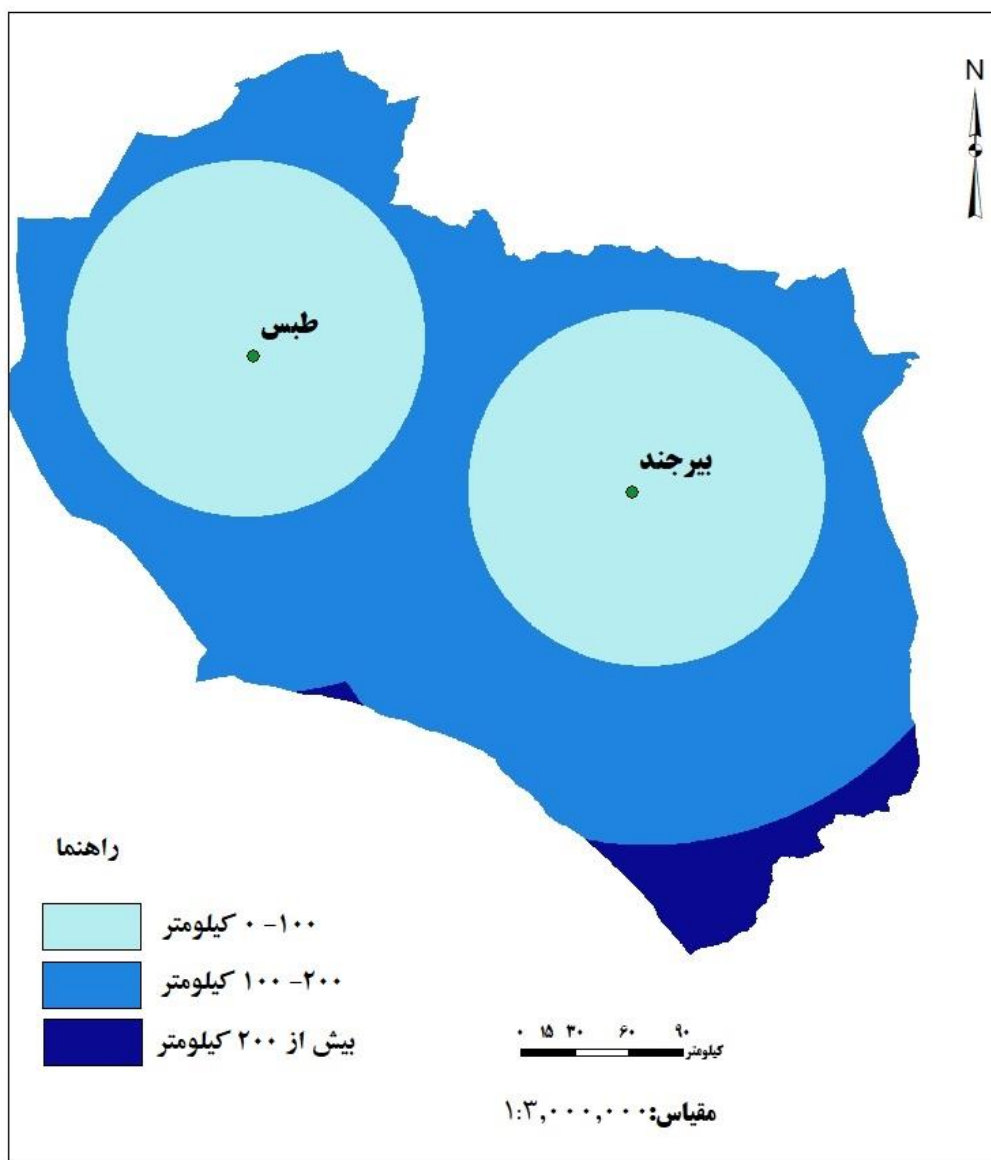 N
طبس
بیرجند
راهنما
۰ -۱۰۰ کیلومتر
۱۰۰ -۲۰۰ کیلومتر
بیش از ۲۰۰ کیلومتر
۰ ۱۵ ۳۰ ۶۰ ۹۰
کیلومتر
مقیاس:۱:۳,۰۰۰,۰۰۰